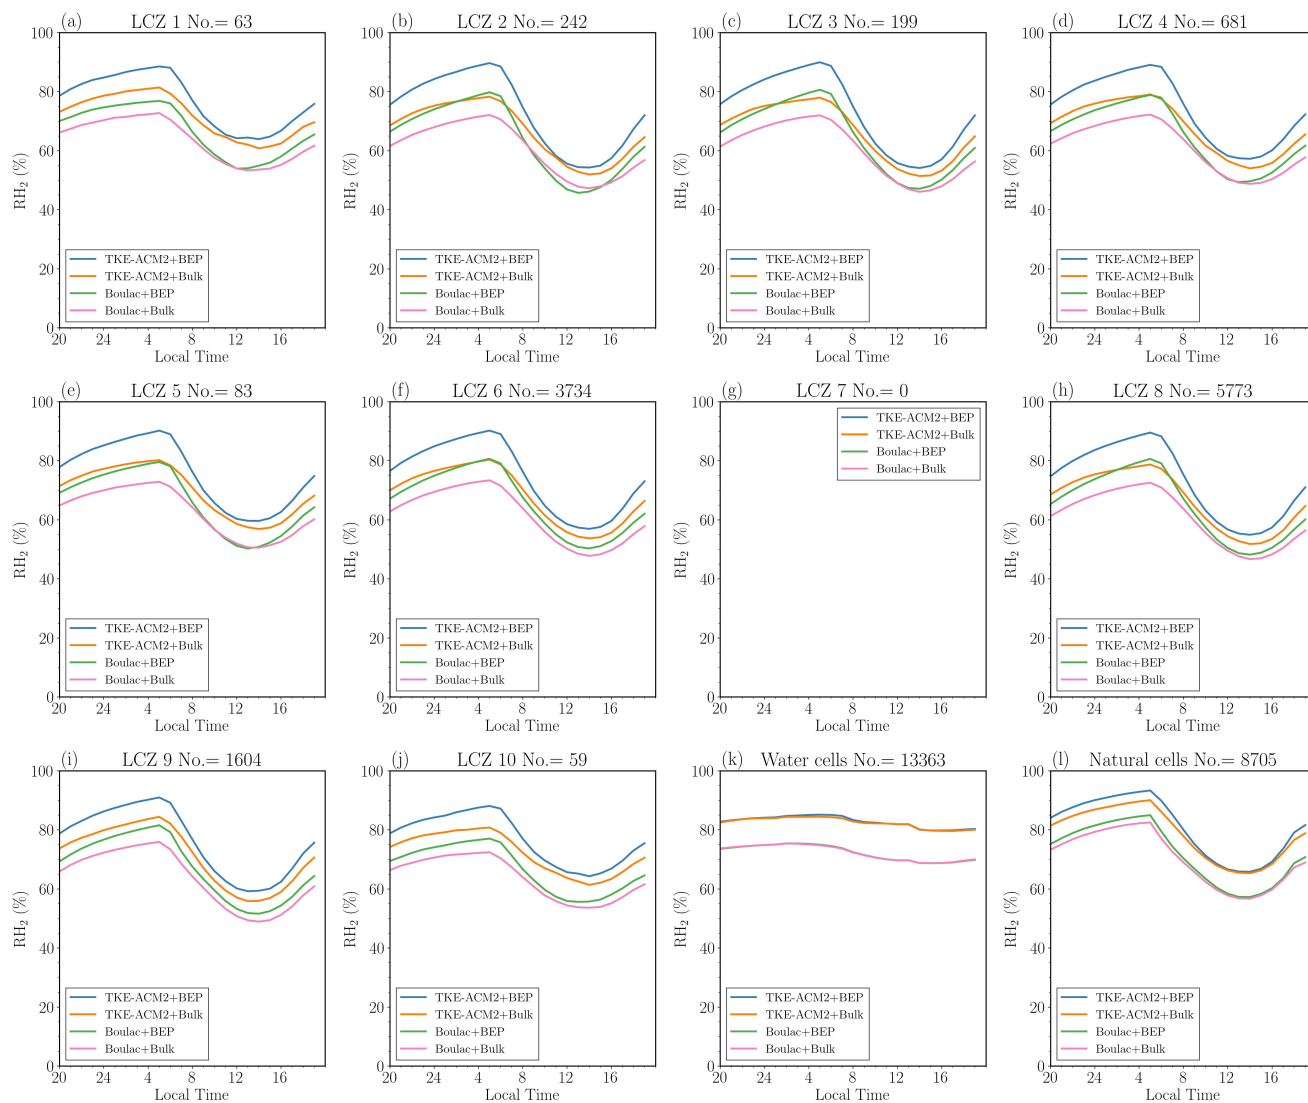 (a) LCZ 1 No.= 63
100
80
60
40
20
0
RH2 (%)
TKE-ACM2+BEP
TKE-ACM2+Bulk
Boulac+BEP
Boulac+Bulk
20 24 4 8 12 16
Local Time
(b) LCZ 2 No.= 242
100
80
60
40
20
0
RH2 (%)
TKE-ACM2+BEP
TKE-ACM2+Bulk
Boulac+BEP
Boulac+Bulk
20 24 4 8 12 16
Local Time
(c) LCZ 3 No.= 199
100
80
60
40
20
0
RH2 (%)
TKE-ACM2+BEP
TKE-ACM2+Bulk
Boulac+BEP
Boulac+Bulk
20 24 4 8 12 16
Local Time
(d) LCZ 4 No.= 681
100
80
60
40
20
0
RH2 (%)
TKE-ACM2+BEP
TKE-ACM2+Bulk
Boulac+BEP
Boulac+Bulk
20 24 4 8 12 16
Local Time
(e) LCZ 5 No.= 83
100
80
60
40
20
0
RH2 (%)
TKE-ACM2+BEP
TKE-ACM2+Bulk
Boulac+BEP
Boulac+Bulk
20 24 4 8 12 16
Local Time
(f) LCZ 6 No.= 3734
100
80
60
40
20
0
RH2 (%)
TKE-ACM2+BEP
TKE-ACM2+Bulk
Boulac+BEP
Boulac+Bulk
20 24 4 8 12 16
Local Time
(g) LCZ 7 No.= 0
100
80
60
40
20
0
RH2 (%)
TKE-ACM2+BEP
TKE-ACM2+Bulk
Boulac+BEP
Boulac+Bulk
20 24 4 8 12 16
Local Time
(h) LCZ 8 No.= 5773
100
80
60
40
20
0
RH2 (%)
TKE-ACM2+BEP
TKE-ACM2+Bulk
Boulac+BEP
Boulac+Bulk
20 24 4 8 12 16
Local Time
(i) LCZ 9 No.= 1604
100
80
60
40
20
0
RH2 (%)
TKE-ACM2+BEP
TKE-ACM2+Bulk
Boulac+BEP
Boulac+Bulk
20 24 4 8 12 16
Local Time
(j) LCZ 10 No.= 59
100
80
60
40
20
0
RH2 (%)
TKE-ACM2+BEP
TKE-ACM2+Bulk
Boulac+BEP
Boulac+Bulk
20 24 4 8 12 16
Local Time
(k) Water cells No.= 13363
100
80
60
40
20
0
RH2 (%)
TKE-ACM2+BEP
TKE-ACM2+Bulk
Boulac+BEP
Boulac+Bulk
20 24 4 8 12 16
Local Time
(l) Natural cells No.= 8705
100
80
60
40
20
0
RH2 (%)
TKE-ACM2+BEP
TKE-ACM2+Bulk
Boulac+BEP
Boulac+Bulk
20 24 4 8 12 16
Local Time